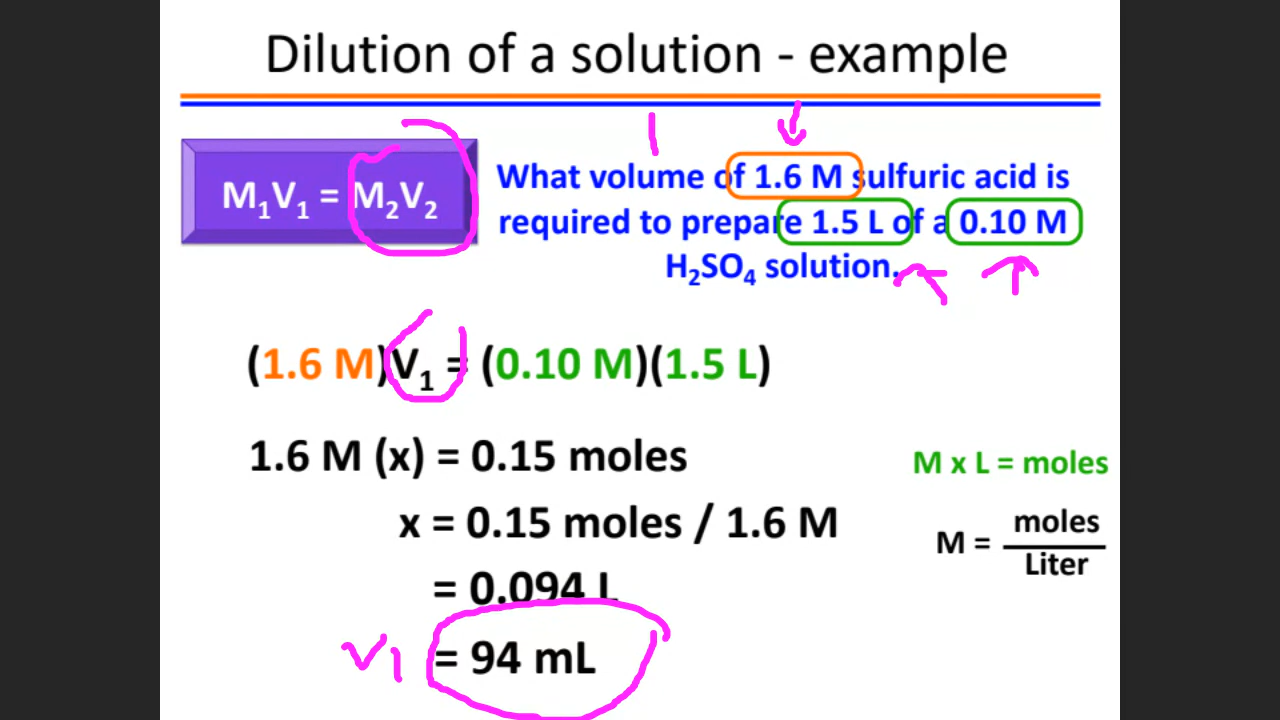 Dilution of a solution - example
M₁V₁ = M₂V₂
What volume of 1.6 M sulfuric acid is
required to prepare 1.5 L of a 0.10 M
H₂SO₄ solution.
(1.6 M)V₁ = (0.10 M)(1.5 L)
1.6 M (x) = 0.15 moles
x = 0.15 moles / 1.6 M
= 0.094 L
V1 = 94 mL
M x L = moles
M = moles
Liter